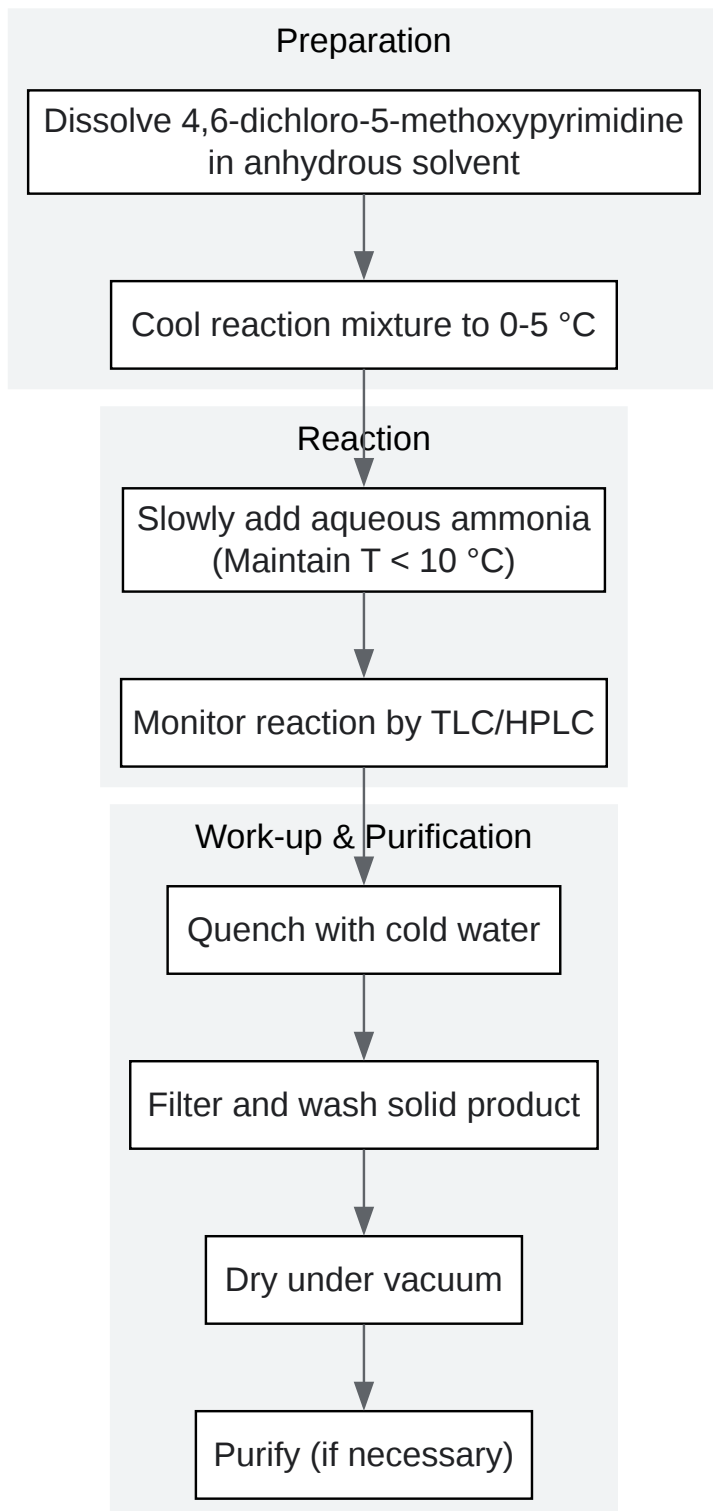 Preparation
Dissolve 4,6-dichloro-5-methoxypyrimidine
in anhydrous solvent
Cool reaction mixture to 0-5 °C
Reaction
Slowly add aqueous ammonia
(Maintain T < 10 °C)
Monitor reaction by TLC/HPLC
Work-up & Purification
Quench with cold water
Filter and wash solid product
Dry under vacuum
Purify (if necessary)